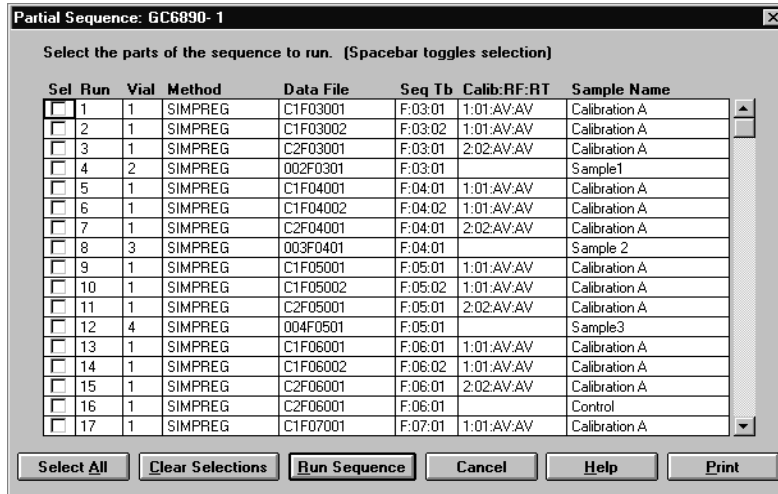 Partial Sequence: GC6890- 1
Select the parts of the sequence to run. (Spacebar toggles selection)
Sel Run Vial Method Data File Seq Tb Calib:RF:RT Sample Name
1 1 SIMPREG C1F03001 F:03:01 1:01:AV:AV Calibration A
2 1 SIMPREG C1F03002 F:03:02 1:01:AV:AV Calibration A
3 1 SIMPREG C2F03001 F:03:01 2:02:AV:AV Calibration A
4 2 SIMPREG 002F0301 F:03:01 Sample1
5 1 SIMPREG C1F04001 F:04:01 1:01:AV:AV Calibration A
6 1 SIMPREG C1F04002 F:04:02 1:01:AV:AV Calibration A
7 1 SIMPREG C2F04001 F:04:01 2:02:AV:AV Calibration A
8 3 SIMPREG 003F0401 F:04:01 Sample 2
9 1 SIMPREG C1F05001 F:05:01 1:01:AV:AV Calibration A
10 1 SIMPREG C1F05002 F:05:02 1:01:AV:AV Calibration A
11 1 SIMPREG C2F05001 F:05:01 2:02:AV:AV Calibration A
12 4 SIMPREG 004F0501 F:05:01 Sample3
13 1 SIMPREG C1F06001 F:06:01 1:01:AV:AV Calibration A
14 1 SIMPREG C1F06002 F:06:02 1:01:AV:AV Calibration A
15 1 SIMPREG C2F06001 F:06:01 2:02:AV:AV Calibration A
16 1 SIMPREG C2F06001 F:06:01 Control
17 1 SIMPREG C1F07001 F:07:01 1:01:AV:AV Calibration A
Select All Clear Selections Run Sequence Cancel Help Print